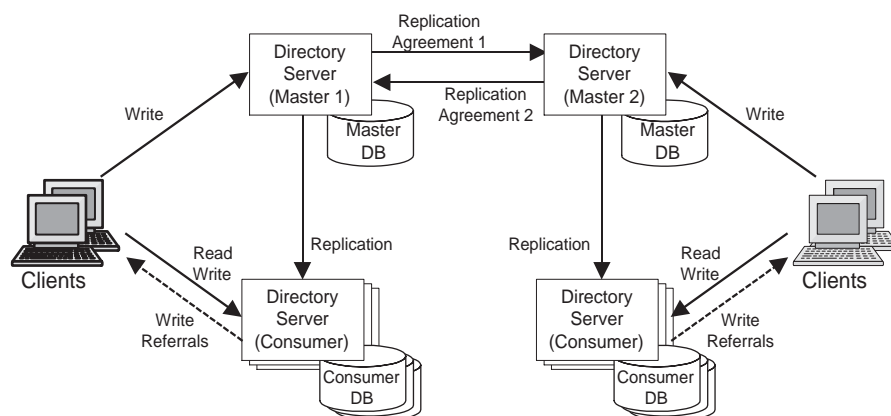 Replication
Agreement 1
Directory
Server
(Master 1)
Directory
Server
(Master 2)
Replication
Agreement 2
Write
Write
Master
DB
Master
DB
Clients
Read
Write
Replication
Replication
Read
Write
Clients
Write
Referrals
Directory
Server
(Consumer)
Directory
Server
(Consumer)
Write
Referrals
Consumer
DB
Consumer
DB